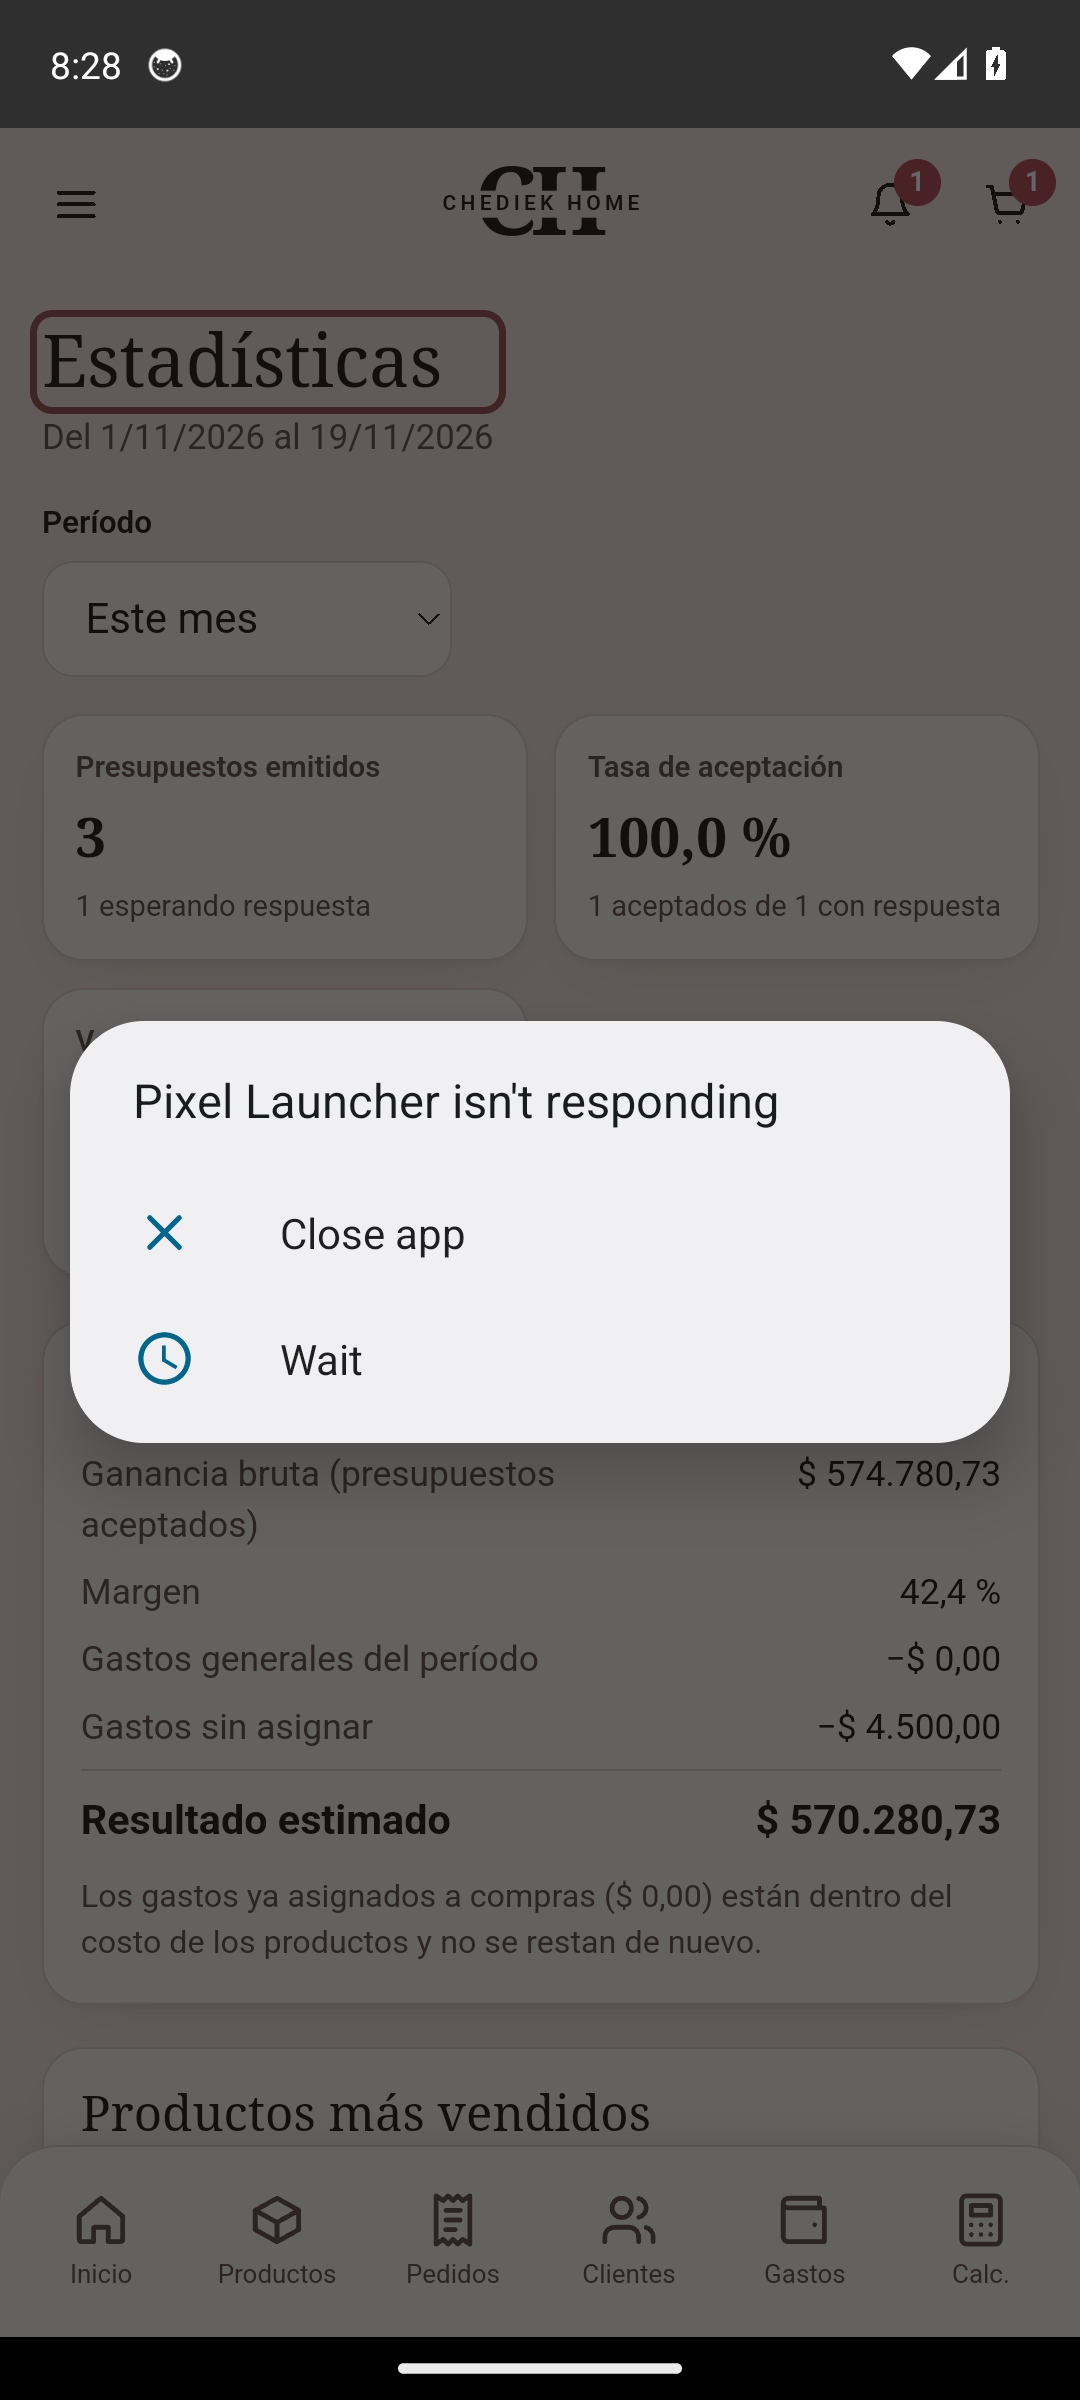 8:28
CH
CHEDIEK HOME
1
1
Estadísticas
Del 1/11/2026 al 19/11/2026
Período
Este mes
Presupuestos emitidos
3
1 esperando respuesta
Tasa de aceptación
100,0 %
1 aceptados de 1 con respuesta
Pixel Launcher isn't responding
Close app
Wait
Ganancia bruta (presupuestos
aceptados)
$ 574.780,73
Margen
42,4 %
Gastos generales del período
−$ 0,00
Gastos sin asignar
−$ 4.500,00
Resultado estimado
$ 570.280,73
Los gastos ya asignados a compras ($ 0,00) están dentro del
costo de los productos y no se restan de nuevo.
Productos más vendidos
Inicio
Productos
Pedidos
Clientes
Gastos
Calc.